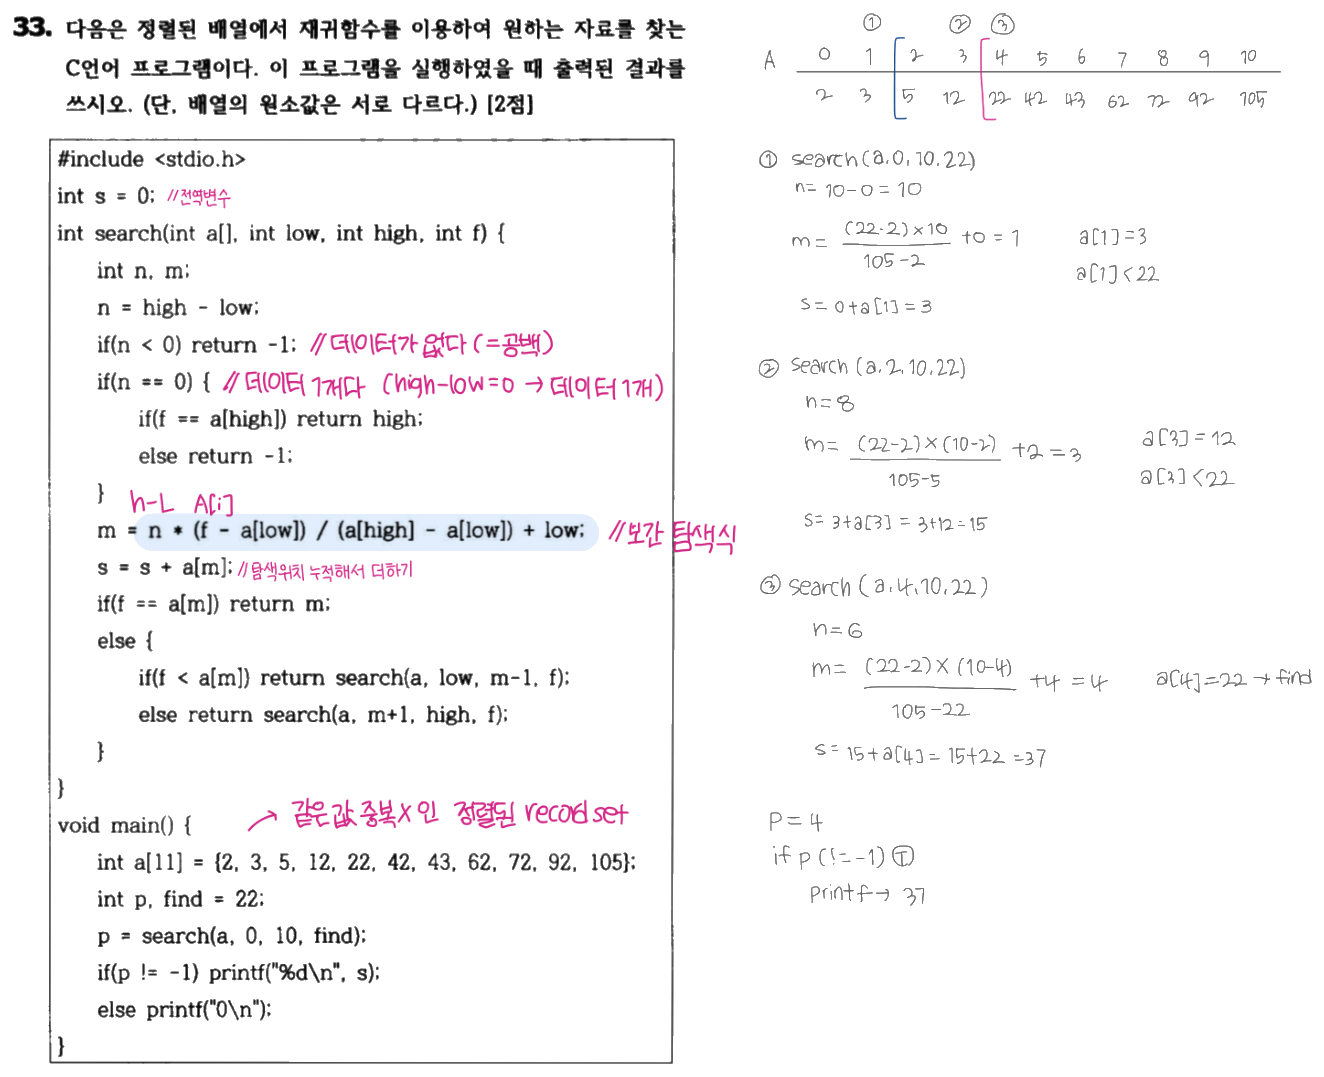 33. 다음은 정렬된 배열에서 재귀함수를 이용하여 원하는 자료를 찾는
C언어 프로그램이다. 이 프로그램을 실행하였을 때 출력된 결과를
쓰시오. (단, 배열의 원소값은 서로 다르다.) [2점]
#include <stdio.h>
int s = 0; //전역변수
int search(int a[], int low, int high, int f) {
int n, m;
n = high - low;
if(n < 0) return -1; //데이터가 없다 (=공백)
if(n == 0) { //데이터 1개다 (high-low=0 → 데이터 1개)
if(f == a[high]) return high;
else return -1;
}
h-L A[i]
m = n * (f - a[low]) / (a[high] - a[low]) + low; //보간 탐색식
s = s + a[m]; //탐색위치 누적해서 더하기
if(f == a[m]) return m;
else {
if(f < a[m]) return search(a, low, m-1, f);
else return search(a, m+1, high, f);
}
}
→ 같은 값 중복X인 정렬된 record set
void main() {
int a[11] = {2, 3, 5, 12, 22, 42, 43, 62, 72, 92, 105};
int p, find = 22;
p = search(a, 0, 10, find);
if(p != -1) printf("%d\n", s);
else printf("0\n");
}
① ② ③
A 0 1 2 3 4 5 6 7 8 9 10
2 3 5 12 22 42 43 62 72 92 105
① search(a,0,10,22)
n= 10-0=10
m= (22-2)×10
105-2
+0=1 a[1]=3
a[1]<22
s= 0+a[1]=3
② search(a,2,10,22)
n=8
m= (22-2)×(10-2)
105-5
+2=3 a[3]=12
a[3]<22
s= 3+a[3] = 3+12=15
③ search(a,4,10,22)
n=6
m= (22-2)×(10-4)
105-22
+4=4 a[4]=22→find
s= 15+a[4]= 15+22=37
P=4
if p(!=-1) Ⓣ
printf→ 37